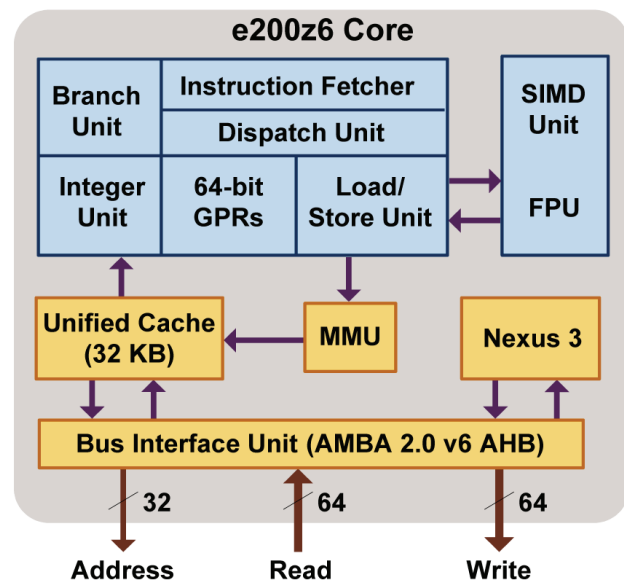 e200z6 Core
Branch
Unit
Instruction Fetcher
Dispatch Unit
SIMD
Unit
FPU
Integer
Unit
64-bit
GPRs
Load/
Store Unit
Unified Cache
(32 KB)
MMU
Nexus 3
Bus Interface Unit (AMBA 2.0 v6 AHB)
32
64
64
Address
Read
Write